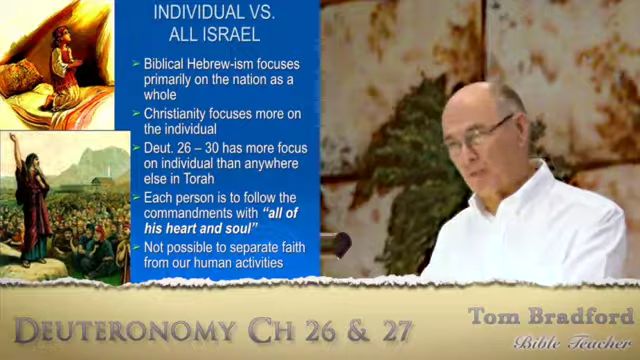 INDIVIDUAL VS.
ALL ISRAEL
Biblical Hebrew-ism focuses
primarily on the nation as a
whole
Christianity focuses more on
the individual
Deut. 26 – 30 has more focus
on individual than anywhere
else in Torah
Each person is to follow the
commandments with “all of
his heart and soul”
Not possible to separate faith
from our human activities
Tom Bradford
Bible Teacher
DEUTERONOMY CH 26 & 27